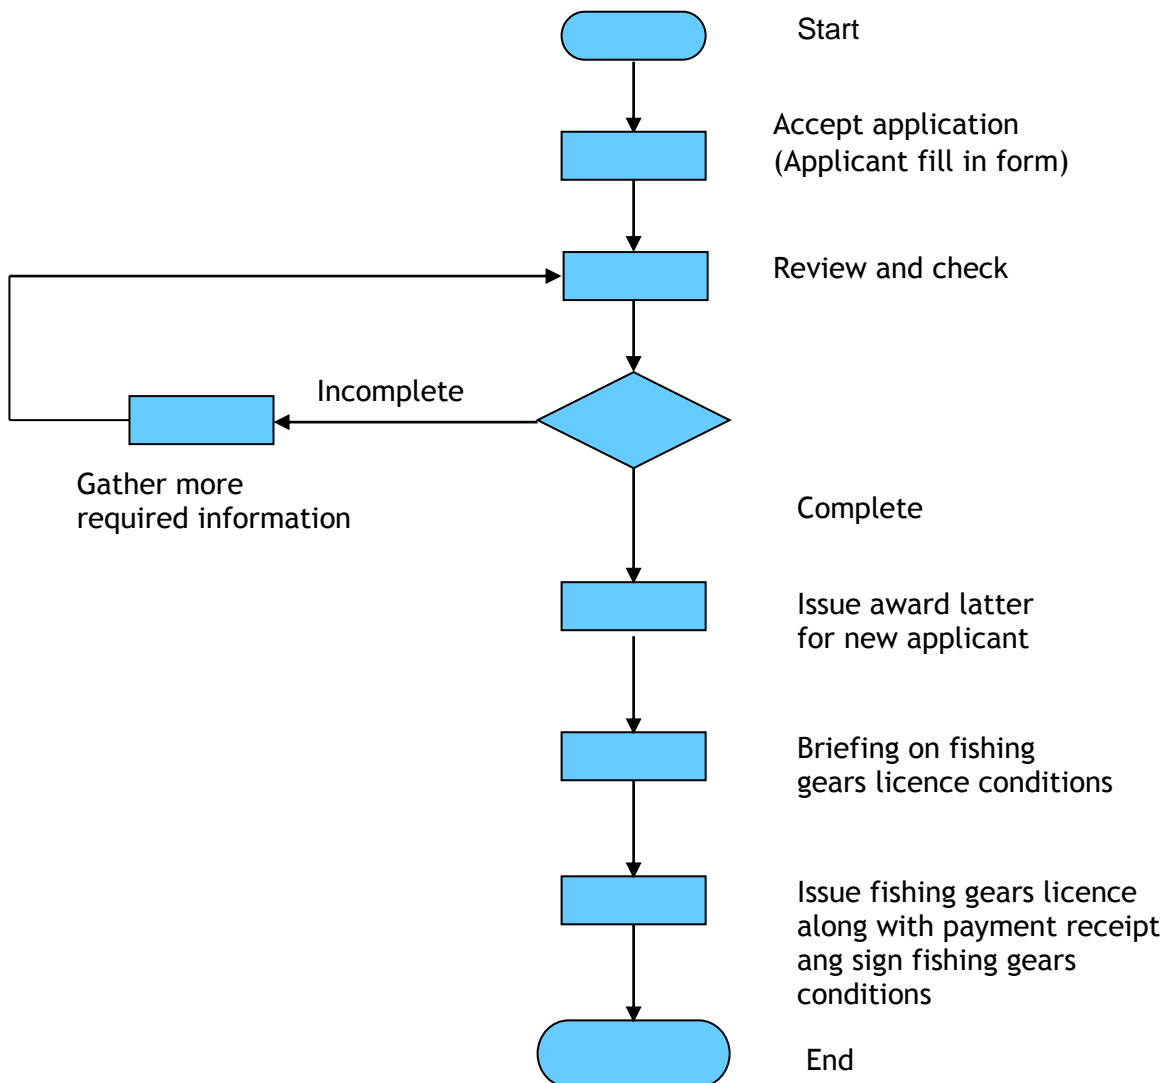 Start
Accept application
(Applicant fill in form)
Review and check
Incomplete
Gather more
required information
Complete
Issue award latter
for new applicant
Briefing on fishing
gears licence conditions
Issue fishing gears licence
along with payment receipt
ang sign fishing gears
conditions
End